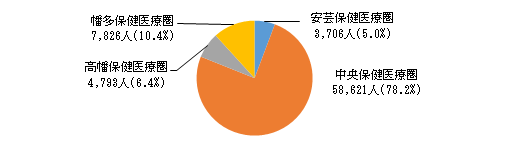 幡多保健医療圏
7,826人(10.4%)
安芸保健医療圏
3,706人(5.0%)
高幡保健医療圏
4,793人(6.4%)
中央保健医療圏
58,621人(78.2%)